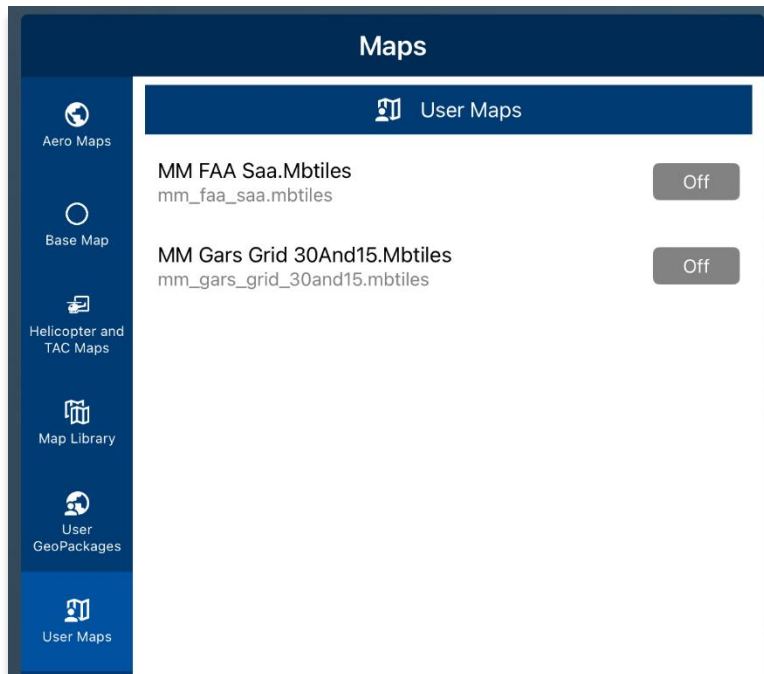 Maps
Aero Maps
Base Map
Helicopter and
TAC Maps
Map Library
User
GeoPackages
User Maps
User Maps
MM FAA Saa.Mbtiles
mm_faa_saa.mbtiles
Off
MM Gars Grid 30And15.Mbtiles
mm_gars_grid_30and15.mbtiles
Off